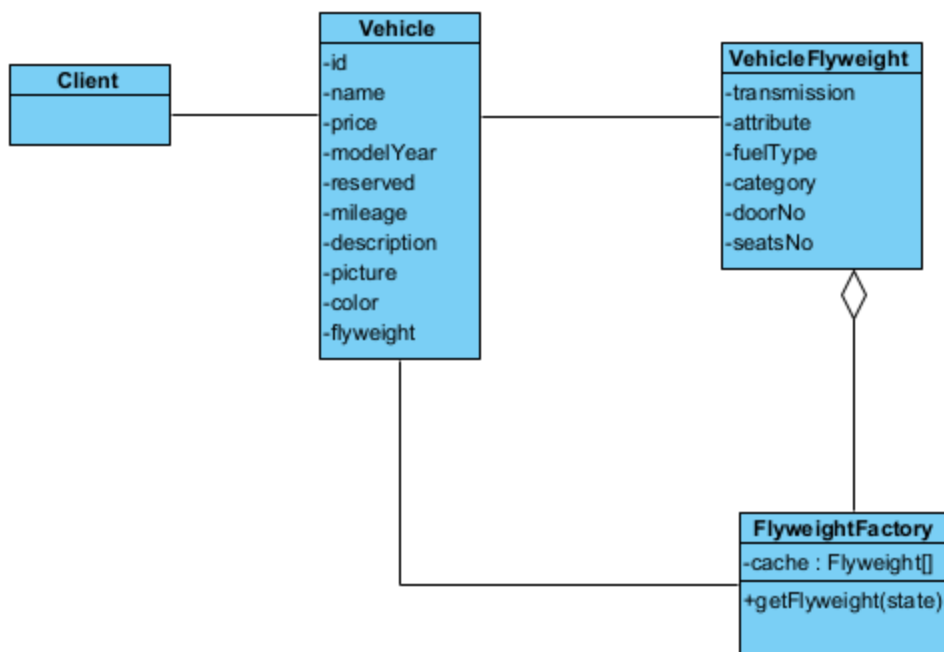 Client
Vehicle
-id
-name
-price
-modelYear
-reserved
-mileage
-description
-picture
-color
-flyweight
VehicleFlyweight
-transmission
-attribute
-fuelType
-category
-doorNo
-seatsNo
FlyweightFactory
-cache : Flyweight[]
+getFlyweight(state)